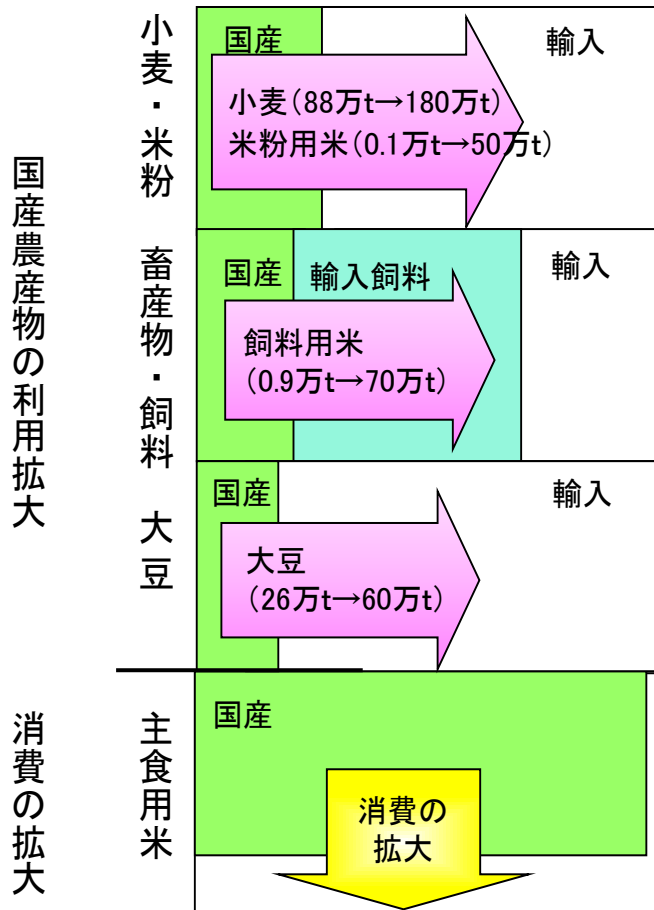 国産農産物の利用拡大
小麦・米粉
国産
輸入
小麦(88万t→180万t)
米粉用米(0.1万t→50万t)
畜産物・飼料
国産
輸入飼料
輸入
飼料用米
(0.9万t→70万t)
大豆
国産
輸入
大豆
(26万t→60万t)
消費の拡大
主食用米
国産
消費の
拡大